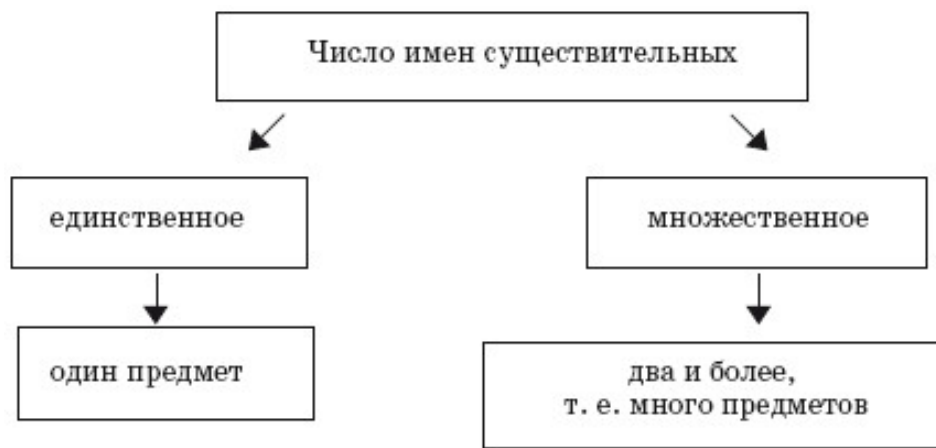 Число имен существительных
единственное
множественное
один предмет
два и более,
т. е. много предметов